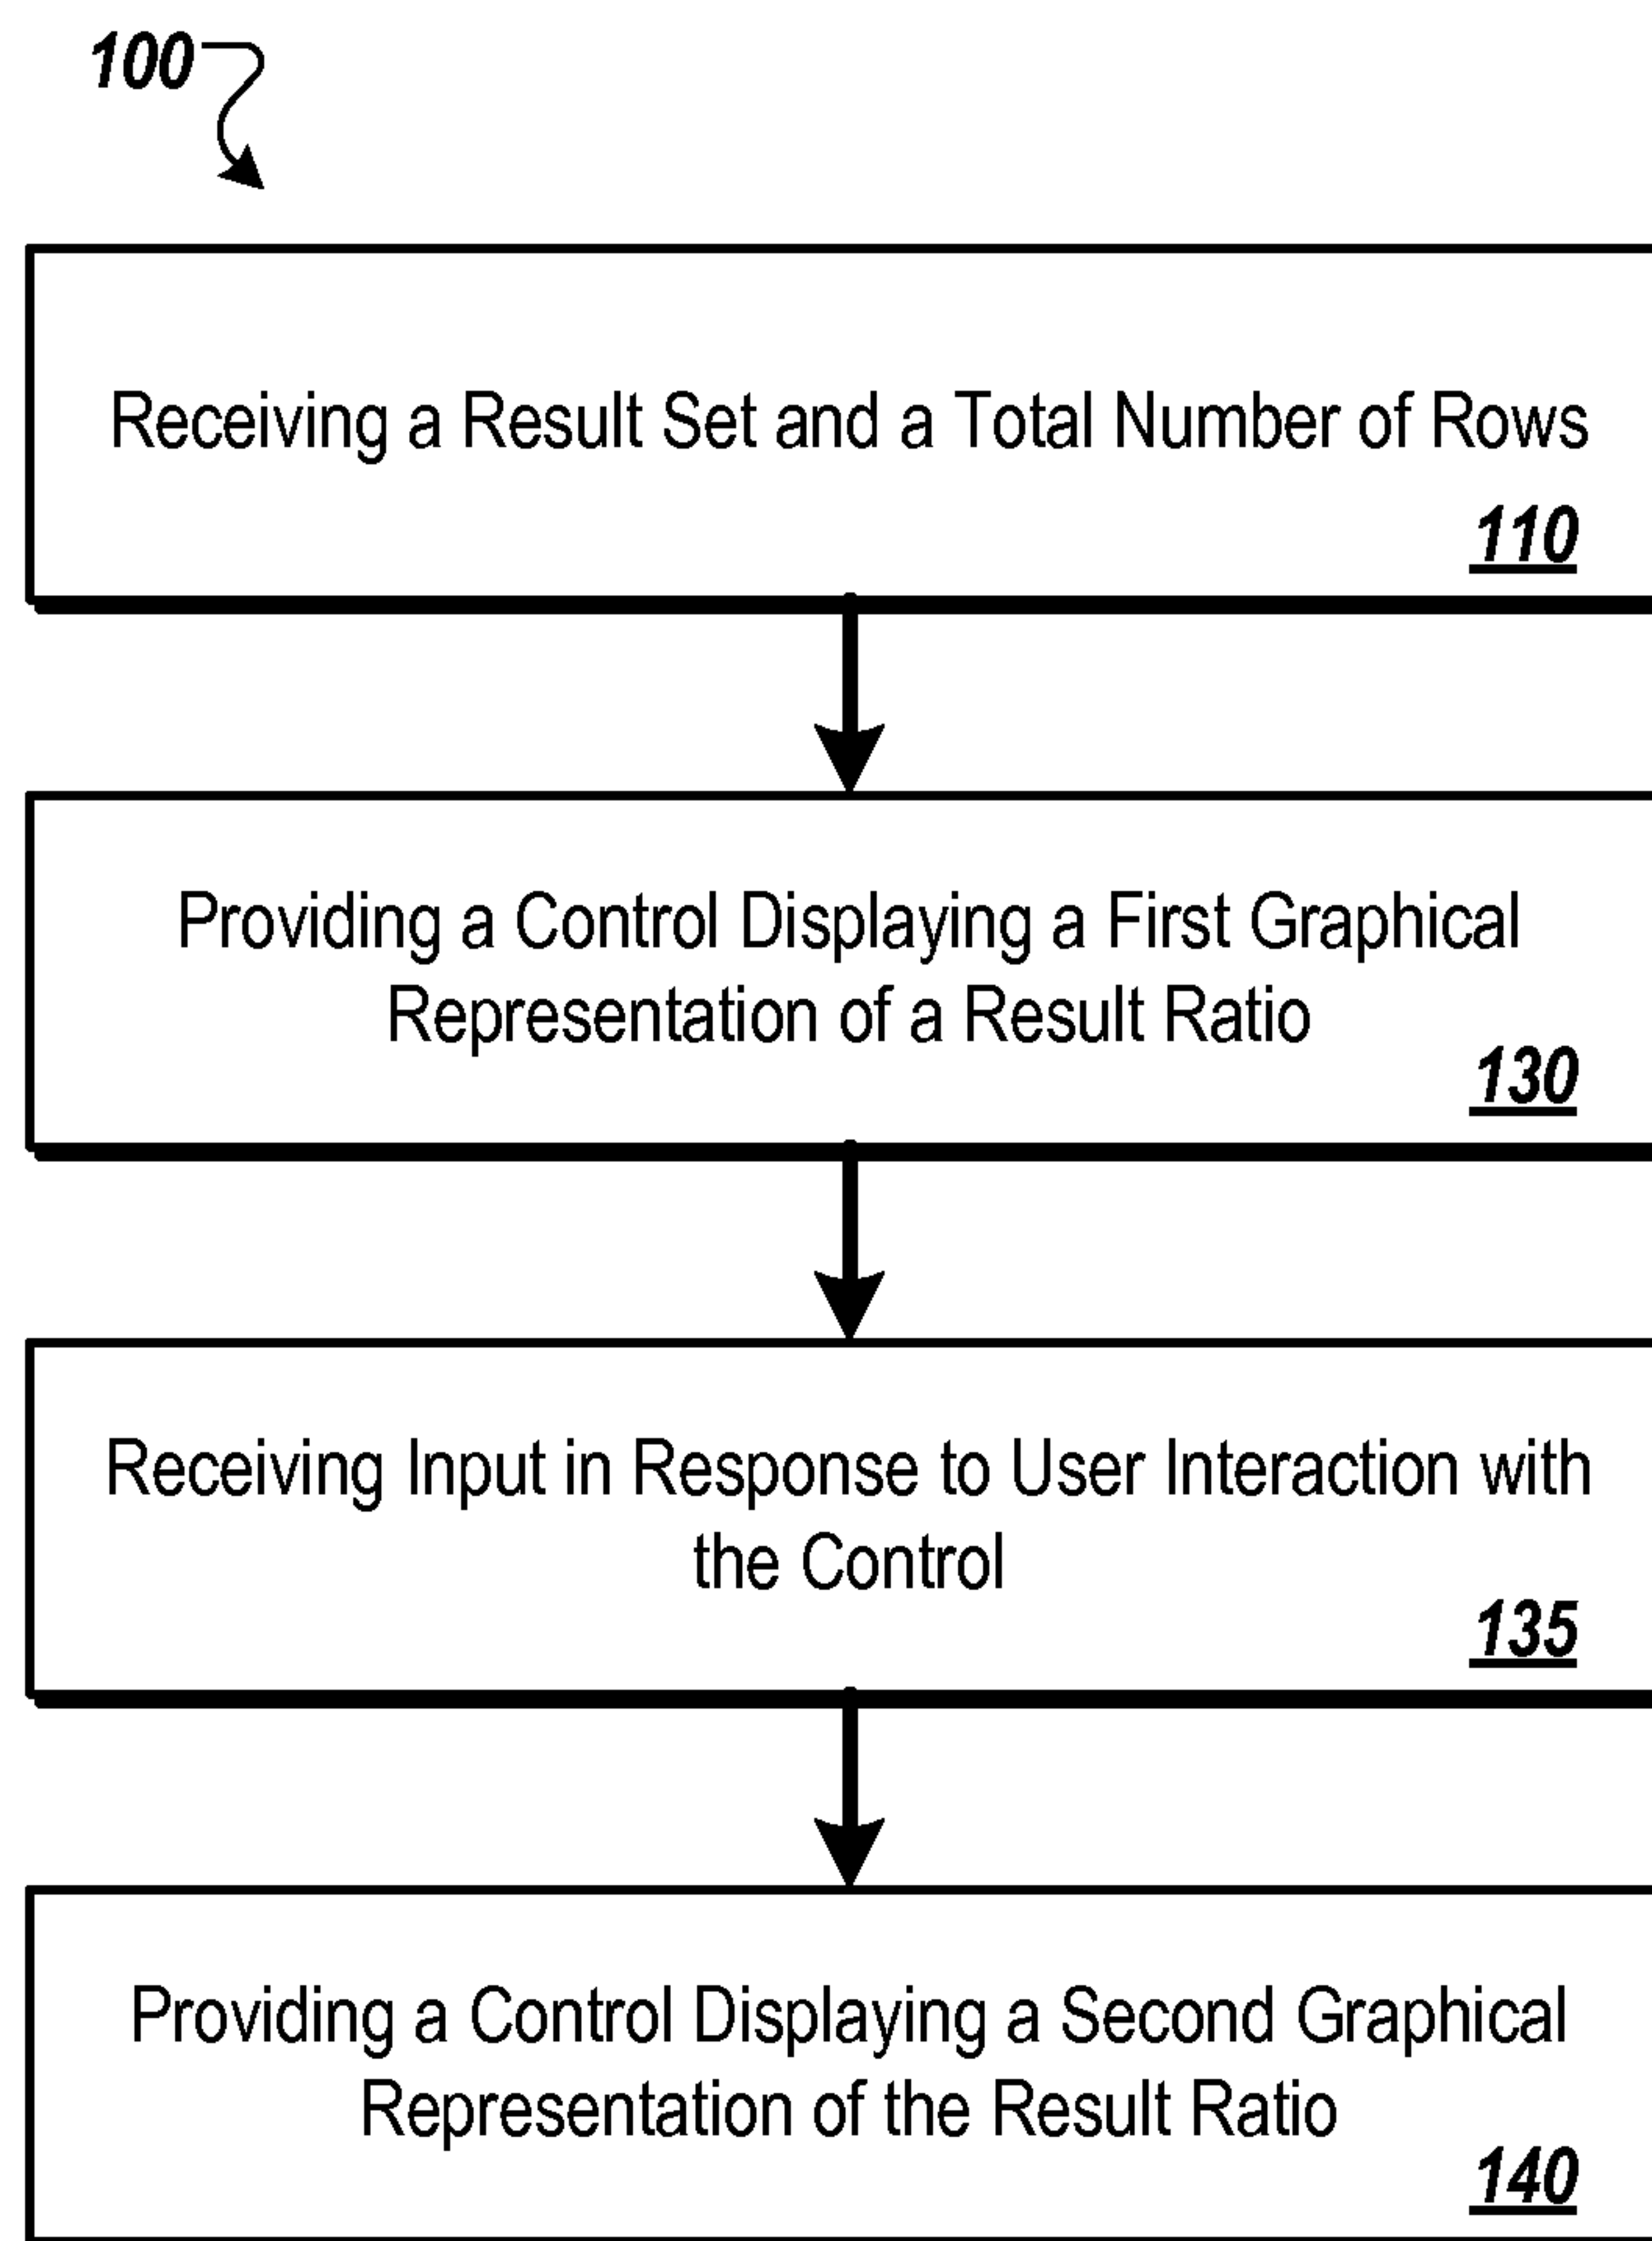 100
Receiving a Result Set and a Total Number of Rows
110
Providing a Control Displaying a First Graphical
Representation of a Result Ratio
130
Receiving Input in Response to User Interaction with
the Control
135
Providing a Control Displaying a Second Graphical
Representation of the Result Ratio
140